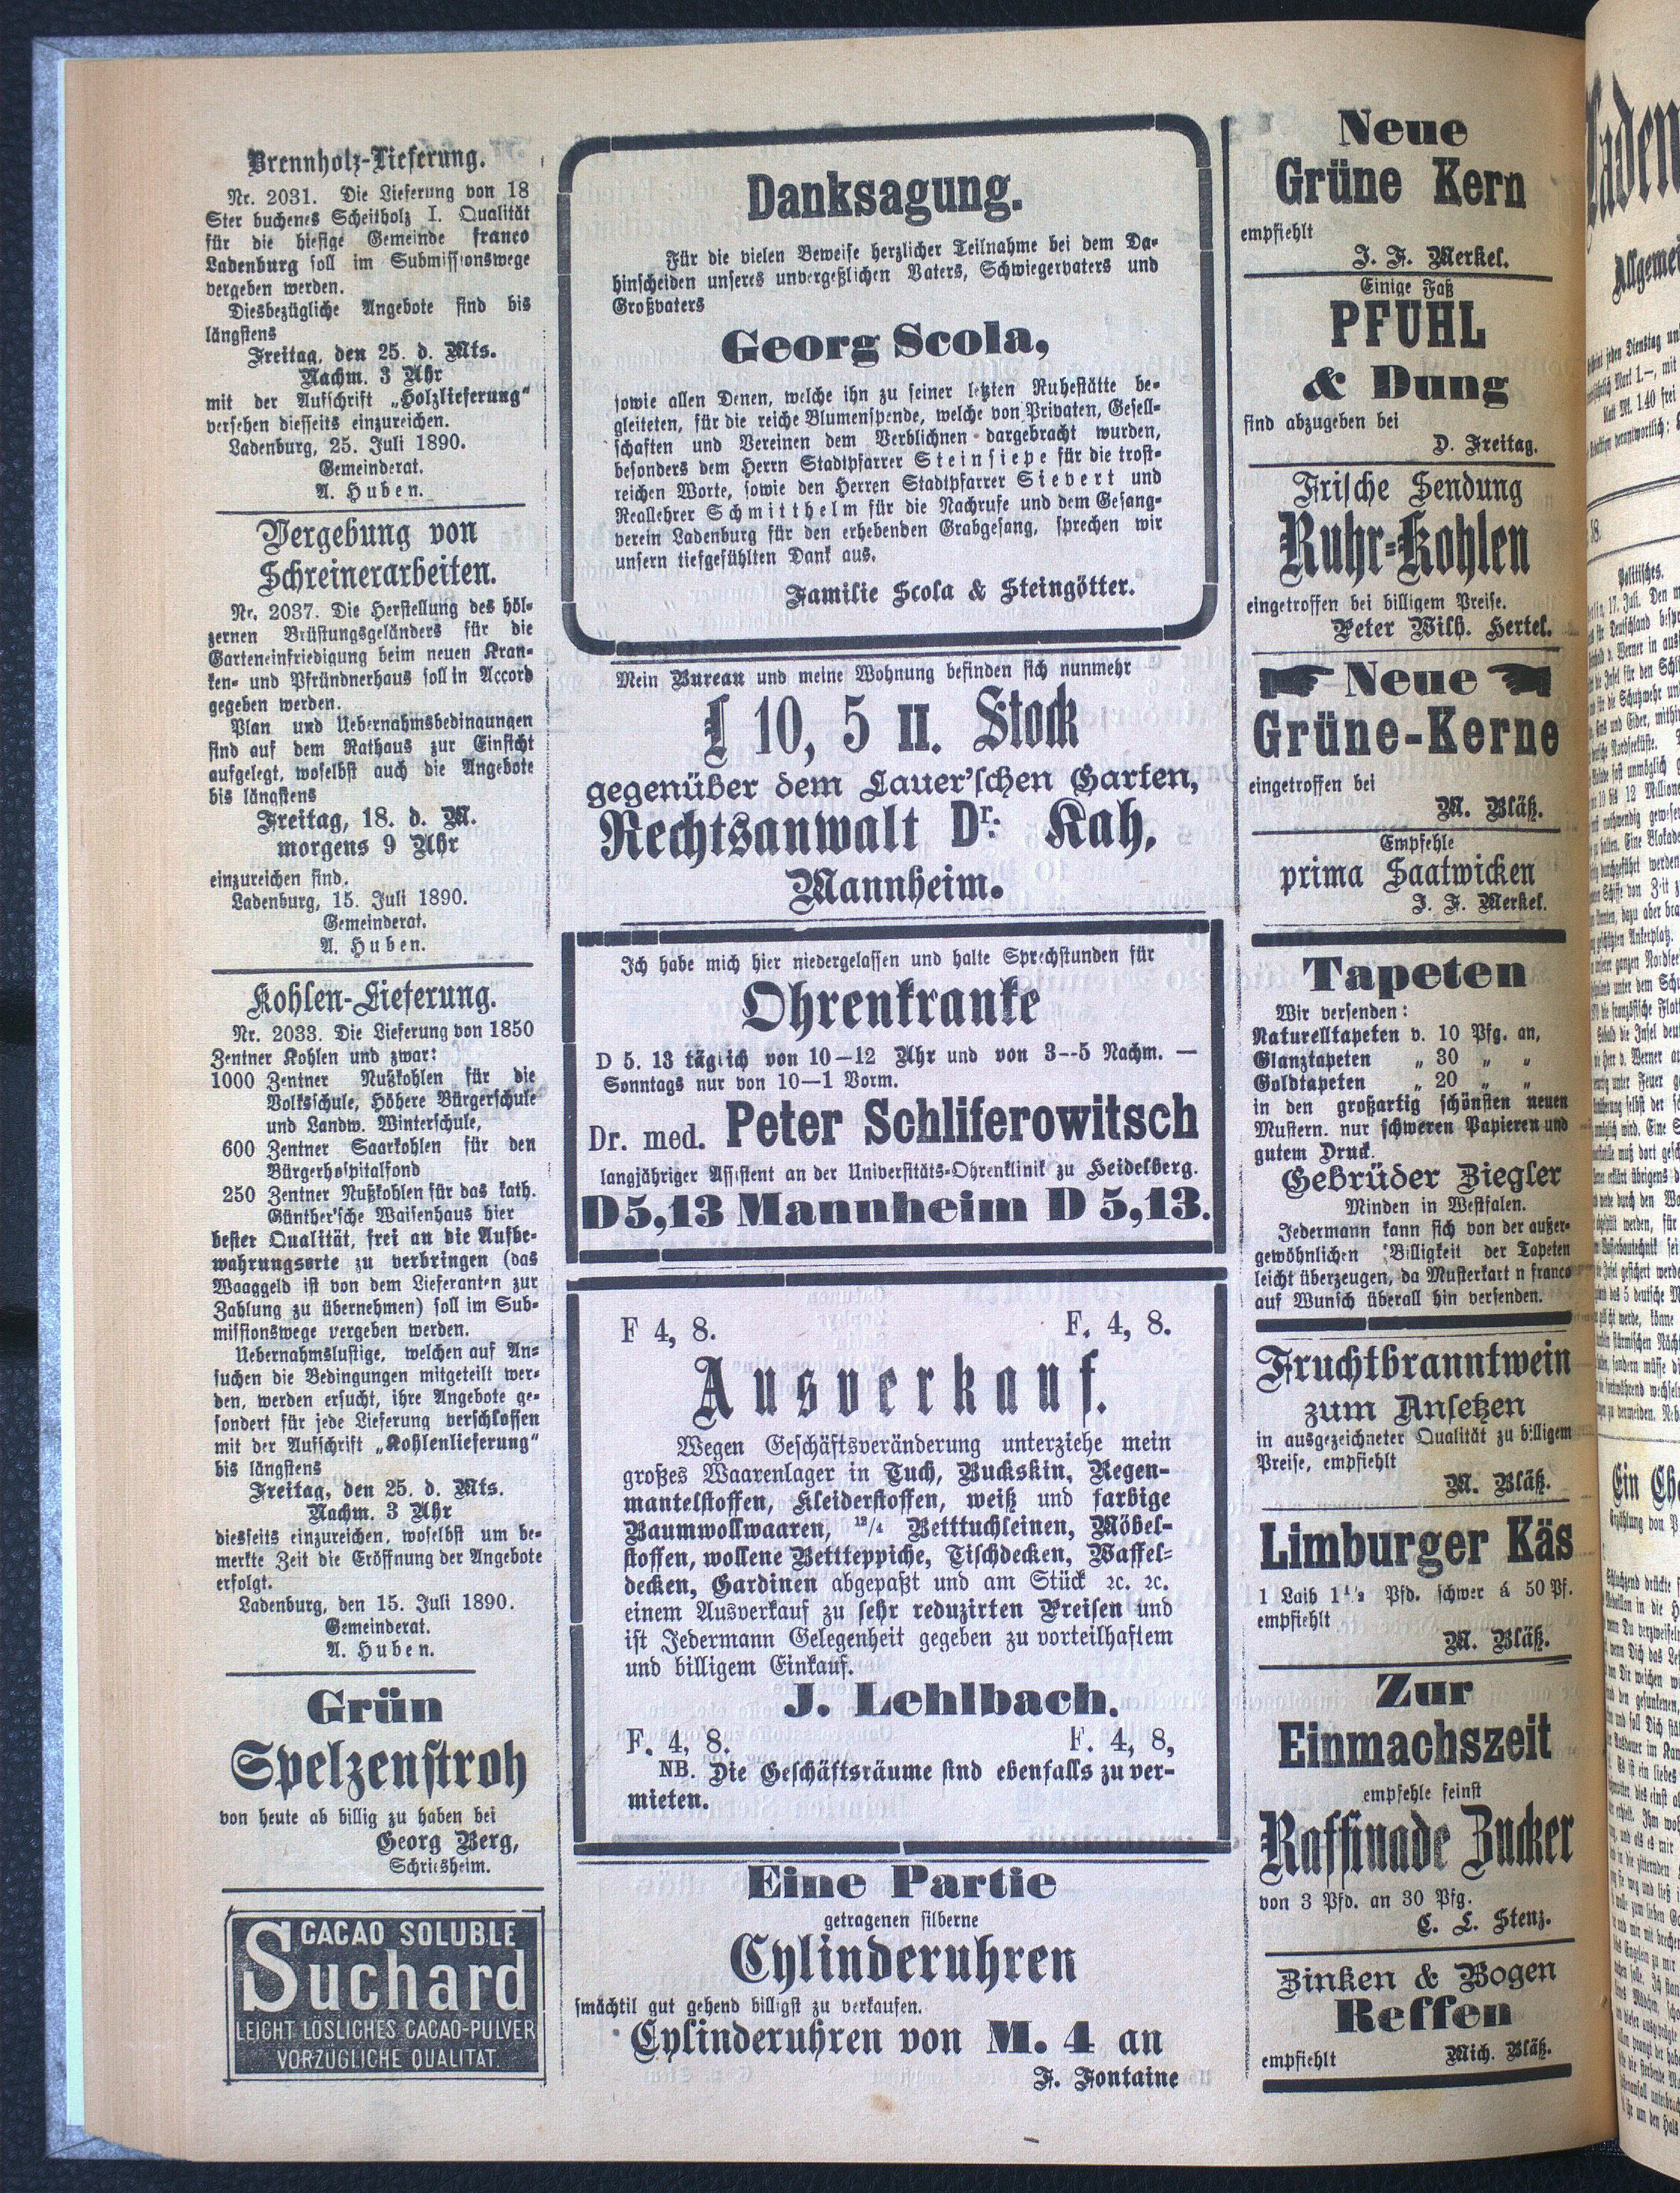 Brennholz-Lieferung.
Nr. 2031. Die Lieferung von 18
Ster buchenes Scheitholz I. Qualität
für die hiesige Gemeinde franco
Ladenburg soll im Submissionswege
vergeben werden.
Diesbezügliche Angebote sind bis
längstens
Freitag, den 25. d. Mts.
Nachm. 3 Uhr
mit der Aufschrift „Holzlieferung“
versehen diesseits einzureichen.
Ladenburg, 25. Juli 1890.
Gemeinderat.
A. Huben.
Vergebung von
Schreinerarbeiten.
Nr. 2037. Die Herstellung des höl-
zernen Brüstungsgeländers für die
Garteneinfriedigung beim neuen Kran-
ken- und Pfründnerhaus soll in Accord
gegeben werden.
Plan und Uebernahmsbedingungen
sind auf dem Rathaus zur Einsicht
aufgelegt, woselbst auch die Angebote
bis längstens
Freitag, 18. d. M.
morgens 9 Uhr
einzureichen sind.
Ladenburg, 15. Juli 1890.
Gemeinderat.
A. Huben.
Kohlen-Lieferung.
Nr. 2033. Die Lieferung von 1850
Zentner Kohlen und zwar:
1000 Zentner Nußkohlen für die
Volksschule, Höhere Bürgerschule
und Landw. Winterschule,
600 Zentner Saarkohlen für den
Bürgerhospitalfond
250 Zentner Nußkohlen für das kath.
Günther'sche Waisenhaus hier
bester Qualität, frei an die Aufbe-
wahrungsorte zu verbringen (das
Waaggeld ist von dem Lieferanten zur
Zahlung zu übernehmen) soll im Sub-
missionswege vergeben werden.
Uebernahmslustige, welchen auf An-
suchen die Bedingungen mitgeteilt wer-
den, werden ersucht, ihre Angebote ge-
sondert für jede Lieferung verschlossen
mit der Aufschrift „Kohlenlieferung“
bis längstens
Freitag, den 25. d. Mts.
Nachm. 3 Uhr
diesseits einzureichen, woselbst um be-
merkte Zeit die Eröffnung der Angebote
erfolgt.
Ladenburg, den 15. Juli 1890.
Gemeinderat.
A. Huben.
Grün
Spelzenstroh
von heute ab billig zu haben bei
Georg Berg,
Schriesheim.
CACAO SOLUBLE
Suchard
LEICHT LÖSLICHES CACAO-PULVER
VORZÜGLICHE QUALITÄT.
Danksagung.
Für die vielen Beweise herzlicher Teilnahme bei dem Da-
hinscheiden unseres unvergeßlichen Vaters, Schwiegervaters und
Großvaters
Georg Scola,
sowie allen Denen, welche ihn zu seiner letzten Ruhestätte be-
gleiteten, für die reiche Blumenspende, welche von Privaten, Gesell-
schaften und Vereinen dem Verblichnen dargebracht wurden,
besonders dem Herrn Stadtpfarrer Steinsiepe für die trost-
reichen Worte, sowie den Herren Stadtpfarrer Sievert und
Reallehrer Schmitthelm für die Nachrufe und dem Gesang-
verein Ladenburg für den erhebenden Grabgesang, sprechen wir
unsern tiefgefühlten Dank aus.
Familie Scola & Steingötter.
Mein Bureau und meine Wohnung befinden sich nunmehr
10, 5 II. Stock
gegenüber dem Lauer'schen Garten,
Rechtsanwalt Dr. Kah,
Mannheim.
Ich habe mich hier niedergelassen und halte Sprechstunden für
Ohrenkranke
D 5. 13 täglich von 10—12 Uhr und von 3--5 Nachm. —
Sonntags nur von 10—1 Vorm.
Dr. med. Peter Schliferowitsch
langjähriger Assistent an der Universitäts-Ohrenklinik zu Heidelberg.
D 5,13 Mannheim D 5,13.
F 4, 8. F. 4, 8.
Ausverkauf.
Wegen Geschäftsveränderung unterziehe mein
großes Waarenlager in Tuch, Buckskin, Regen-
mantelstoffen, Kleiderstoffen, weiß und farbige
Baumwollwaaren, 12/4 Betttuchleinen, Möbel-
stoffen, wollene Bettteppiche, Tischdecken, Waffel-
decken, Gardinen abgepaßt und am Stück ꝛc. ꝛc.
einem Ausverkauf zu sehr reduzirten Preisen und
ist Jedermann Gelegenheit gegeben zu vorteilhaftem
und billigem Einkauf.
J. Lehlbach.
F. 4, 8. F. 4, 8,
NB. Die Geschäftsräume sind ebenfalls zu ver-
mieten.
Eine Partie
getragenen silberne
Cylinderuhren
smächtil gut gehend billigst zu verkaufen.
Cylinderuhren von M. 4 an
F. Fontaine
Neue
Grüne Kern
empfiehlt
J. F. Merkel.
Einige Faß
PFUHL
& Dung
sind abzugeben bei
D. Freitag.
Frische Sendung
Ruhr-Kohlen
eingetroffen bei billigem Preise.
Peter Wilh. Hertel.
Neue
Grüne-Kerne
eingetroffen bei
M. Bläß.
Empfehle
prima Saatwicken
J. F. Merkel.
Tapeten
Wir versenden:
Naturelltapeten v. 10 Pfg. an,
Glanztapeten „ 30 „ „
Goldtapeten „ 20 „ „
in den großartig schönsten neuen
Mustern. nur schweren Papieren und
gutem Druck.
Gebrüder Ziegler
Minden in Westfalen.
Jedermann kann sich von der außer-
gewöhnlichen Billigkeit der Tapeten
leicht überzeugen, da Musterkart n franco
auf Wunsch überall hin versenden.
Fruchtbranntwein
zum Ansetzen
in ausgezeichneter Qualität zu billigem
Preise, empfiehlt
M. Bläß.
Limburger Käs
1 Laib 1 1/2 Pfd. schwer á 50 Pf.
empfiehlt
M. Bläß.
Zur
Einmachszeit
empfehle feinst
Raffinade Zucker
von 3 Pfd. an 30 Pfg.
C. L. Stenz.
Zinken & Bogen
Reffen
empfiehlt Mich. Bläß.